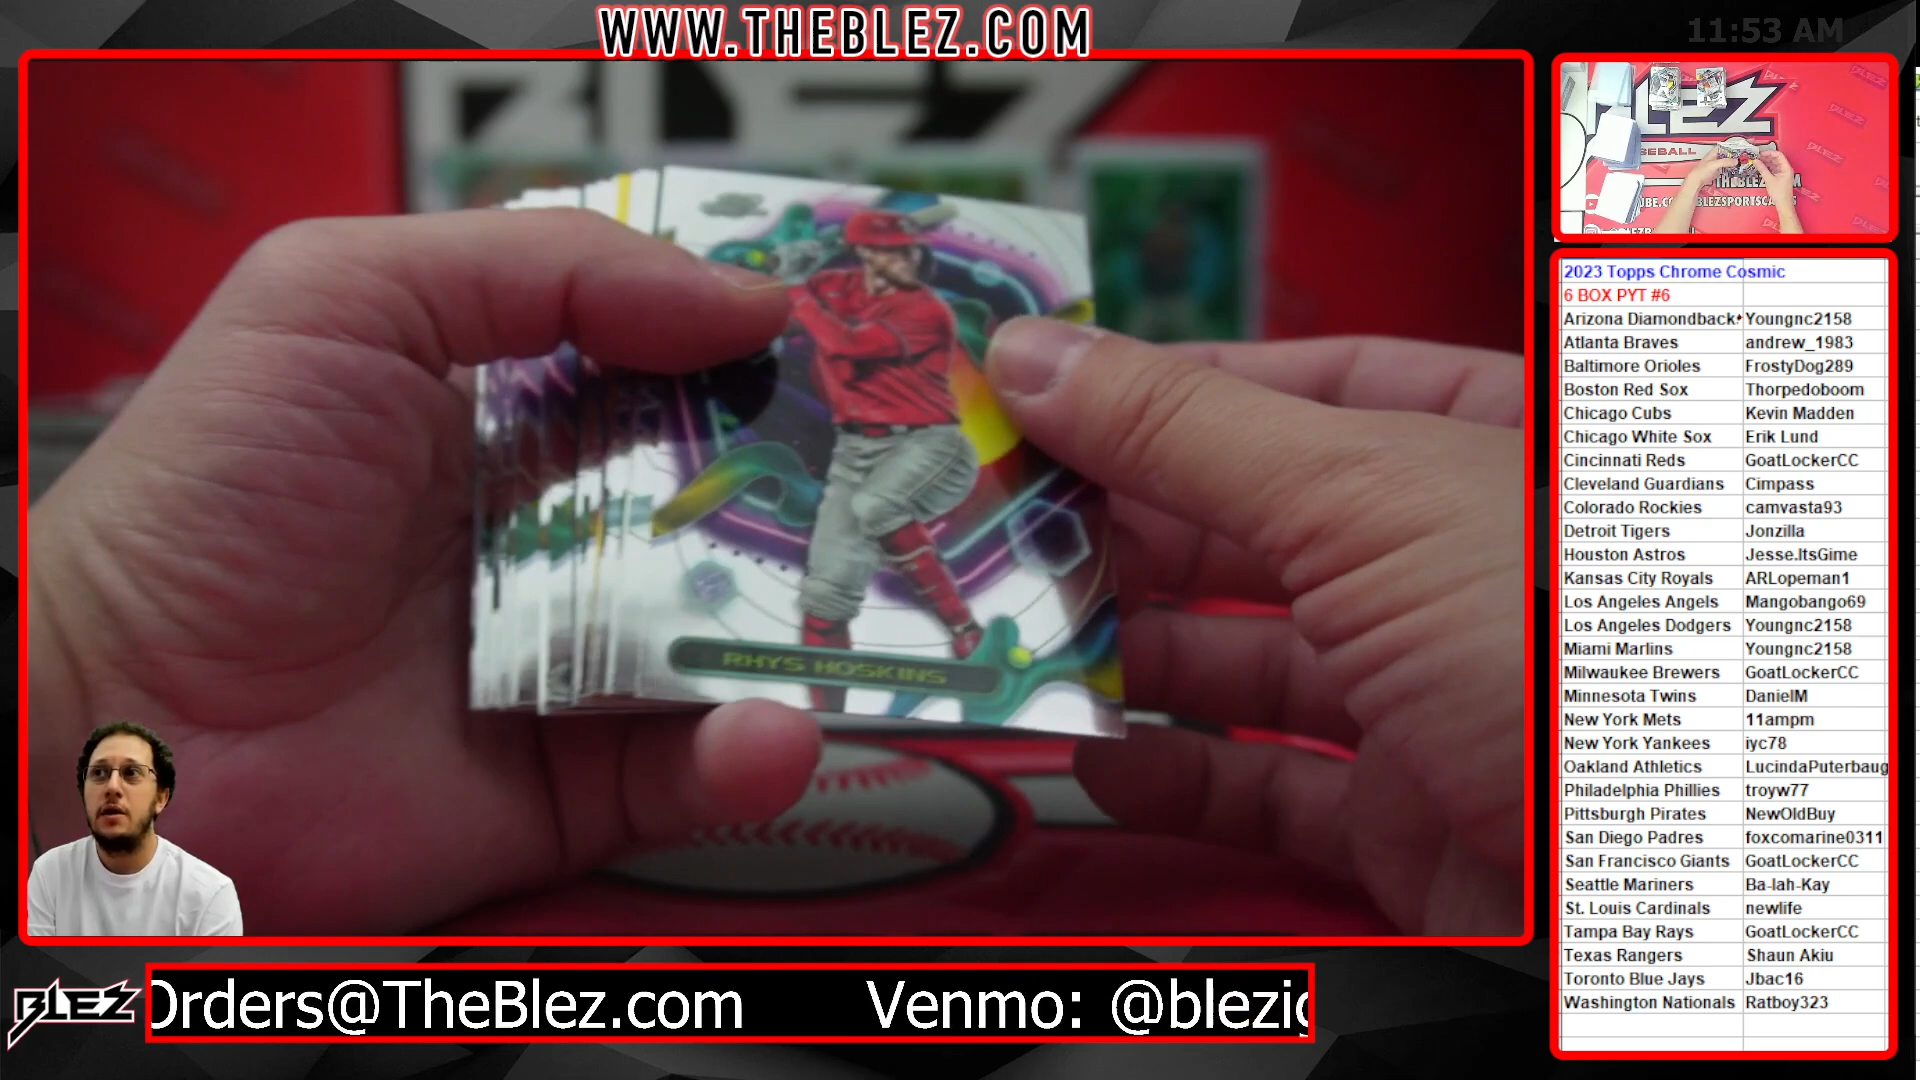 WWW.THEBLEZ.COM
11:53 AM
BLEZ
RHYS HOSKINS
2023 Topps Chrome Cosmic
6 BOX PYT #6
Arizona Diamondback Youngnc2158
Atlanta Braves andrew_1983
Baltimore Orioles FrostyDog289
Boston Red Sox Thorpedoboom
Chicago Cubs Kevin Madden
Chicago White Sox Erik Lund
Cincinnati Reds GoatLockerCC
Cleveland Guardians Cimpass
Colorado Rockies camvasta93
Detroit Tigers Jonzilla
Houston Astros Jesse.ItsGime
Kansas City Royals ARLopeman1
Los Angeles Angels Mangobango69
Los Angeles Dodgers Youngnc2158
Miami Marlins Youngnc2158
Milwaukee Brewers GoatLockerCC
Minnesota Twins DanielM
New York Mets 11ampm
New York Yankees iyc78
Oakland Athletics LucindaPuterbaug
Philadelphia Phillies troyw77
Pittsburgh Pirates NewOldBuy
San Diego Padres foxcomarine0311
San Francisco Giants GoatLockerCC
Seattle Mariners Ba-lah-Kay
St. Louis Cardinals newlife
Tampa Bay Rays GoatLockerCC
Texas Rangers Shaun Akiu
Toronto Blue Jays Jbac16
Washington Nationals Ratboy323
BLEZ
Orders@TheBlez.com Venmo: @blezig